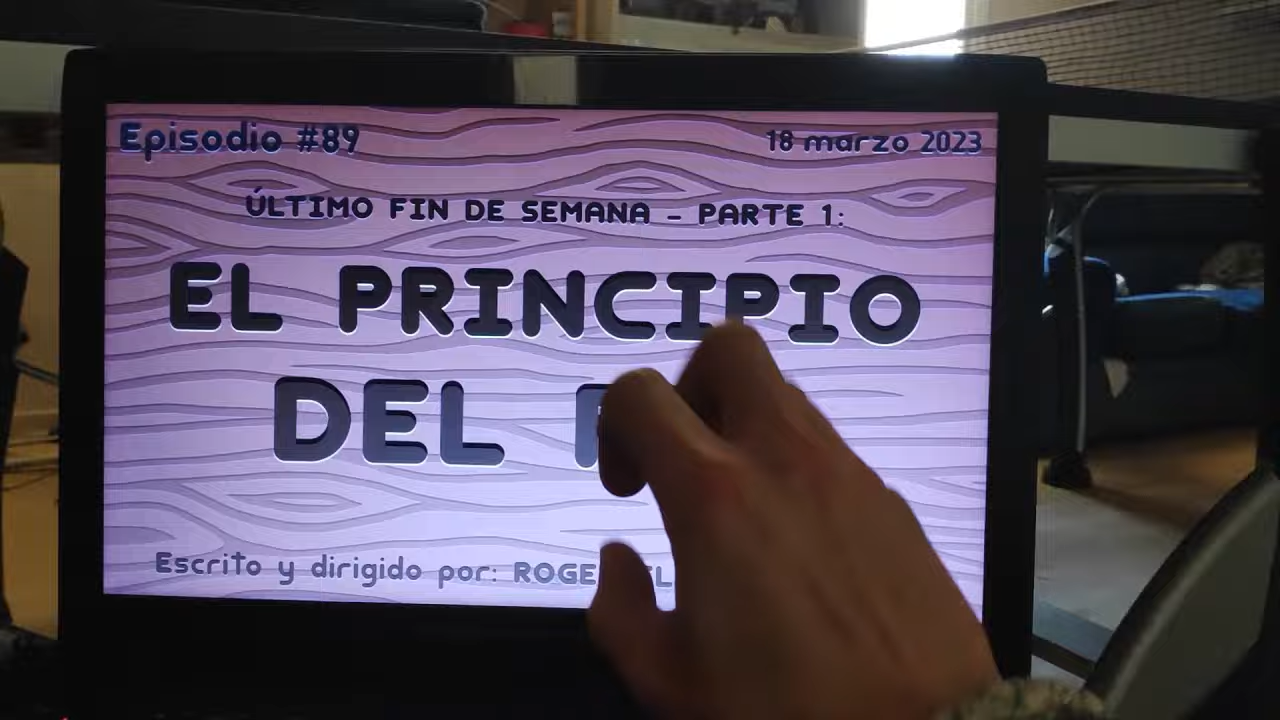 Episodio #89
18 marzo 2023
ÚLTIMO FIN DE SEMANA - PARTE 1:
EL PRINCIPIO
DEL
Escrito y dirigido por: